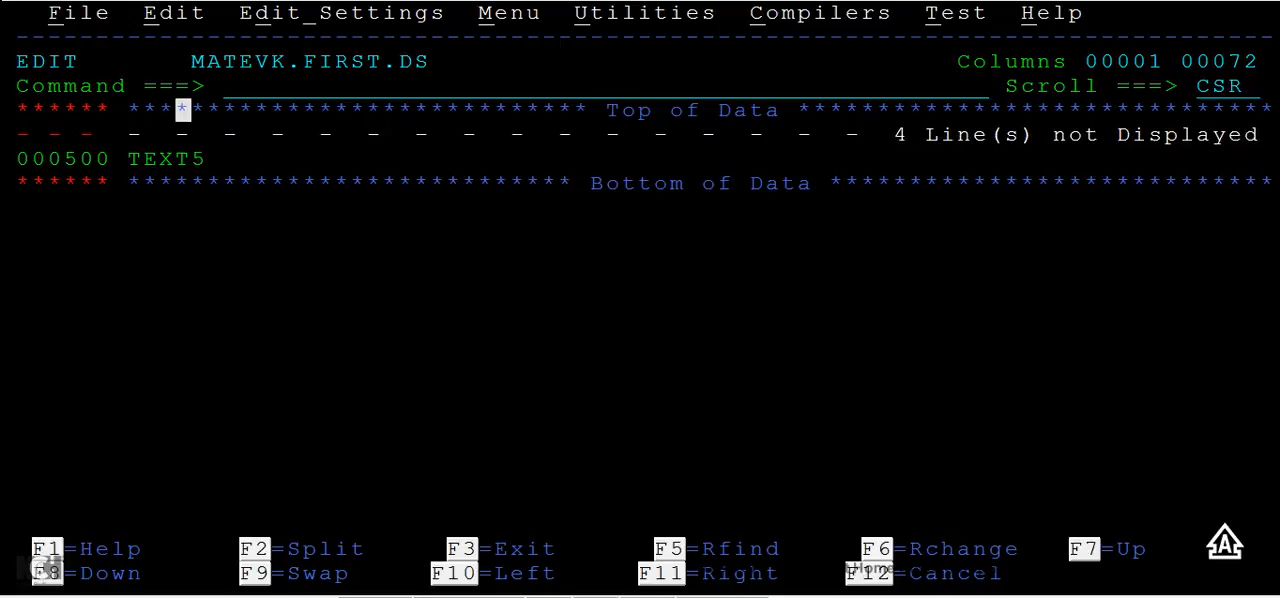 File Edit Edit_Settings Menu Utilities Compilers Test Help
EDIT MATEVK.FIRST.DS Columns 00001 00072
Command ===> Scroll ===> CSR
****** **************************** Top of Data ******************************
- - - - - - - - - - - - - - - - - - - 4 Line(s) not Displayed
000500 TEXT5
****** **************************** Bottom of Data ****************************
F1=Help F2=Split F3=Exit F5=Rfind F6=Rchange F7=Up
F8=Down F9=Swap F10=Left F11=Right F12=Cancel
Home
A